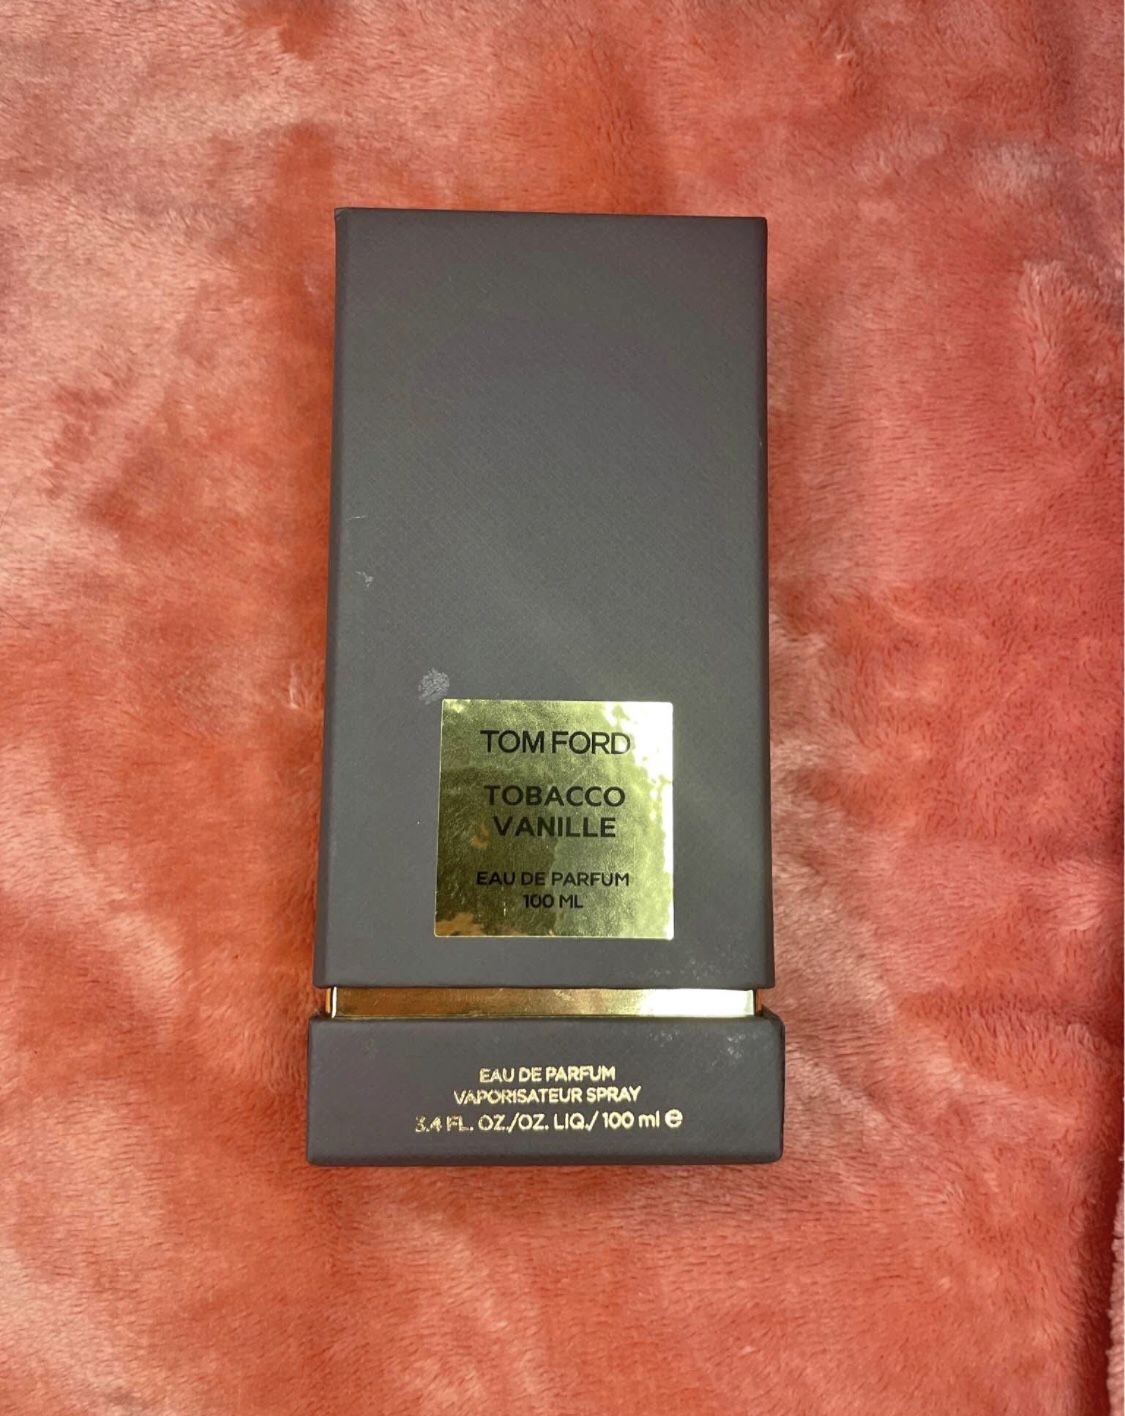 TOM FORD
TOBACCO
VANILLE
EAU DE PARFUM
100 ML
EAU DE PARFUM
VAPORISATEUR SPRAY
3.4 FL. OZ./OZ. LIQ./ 100 ml ℮